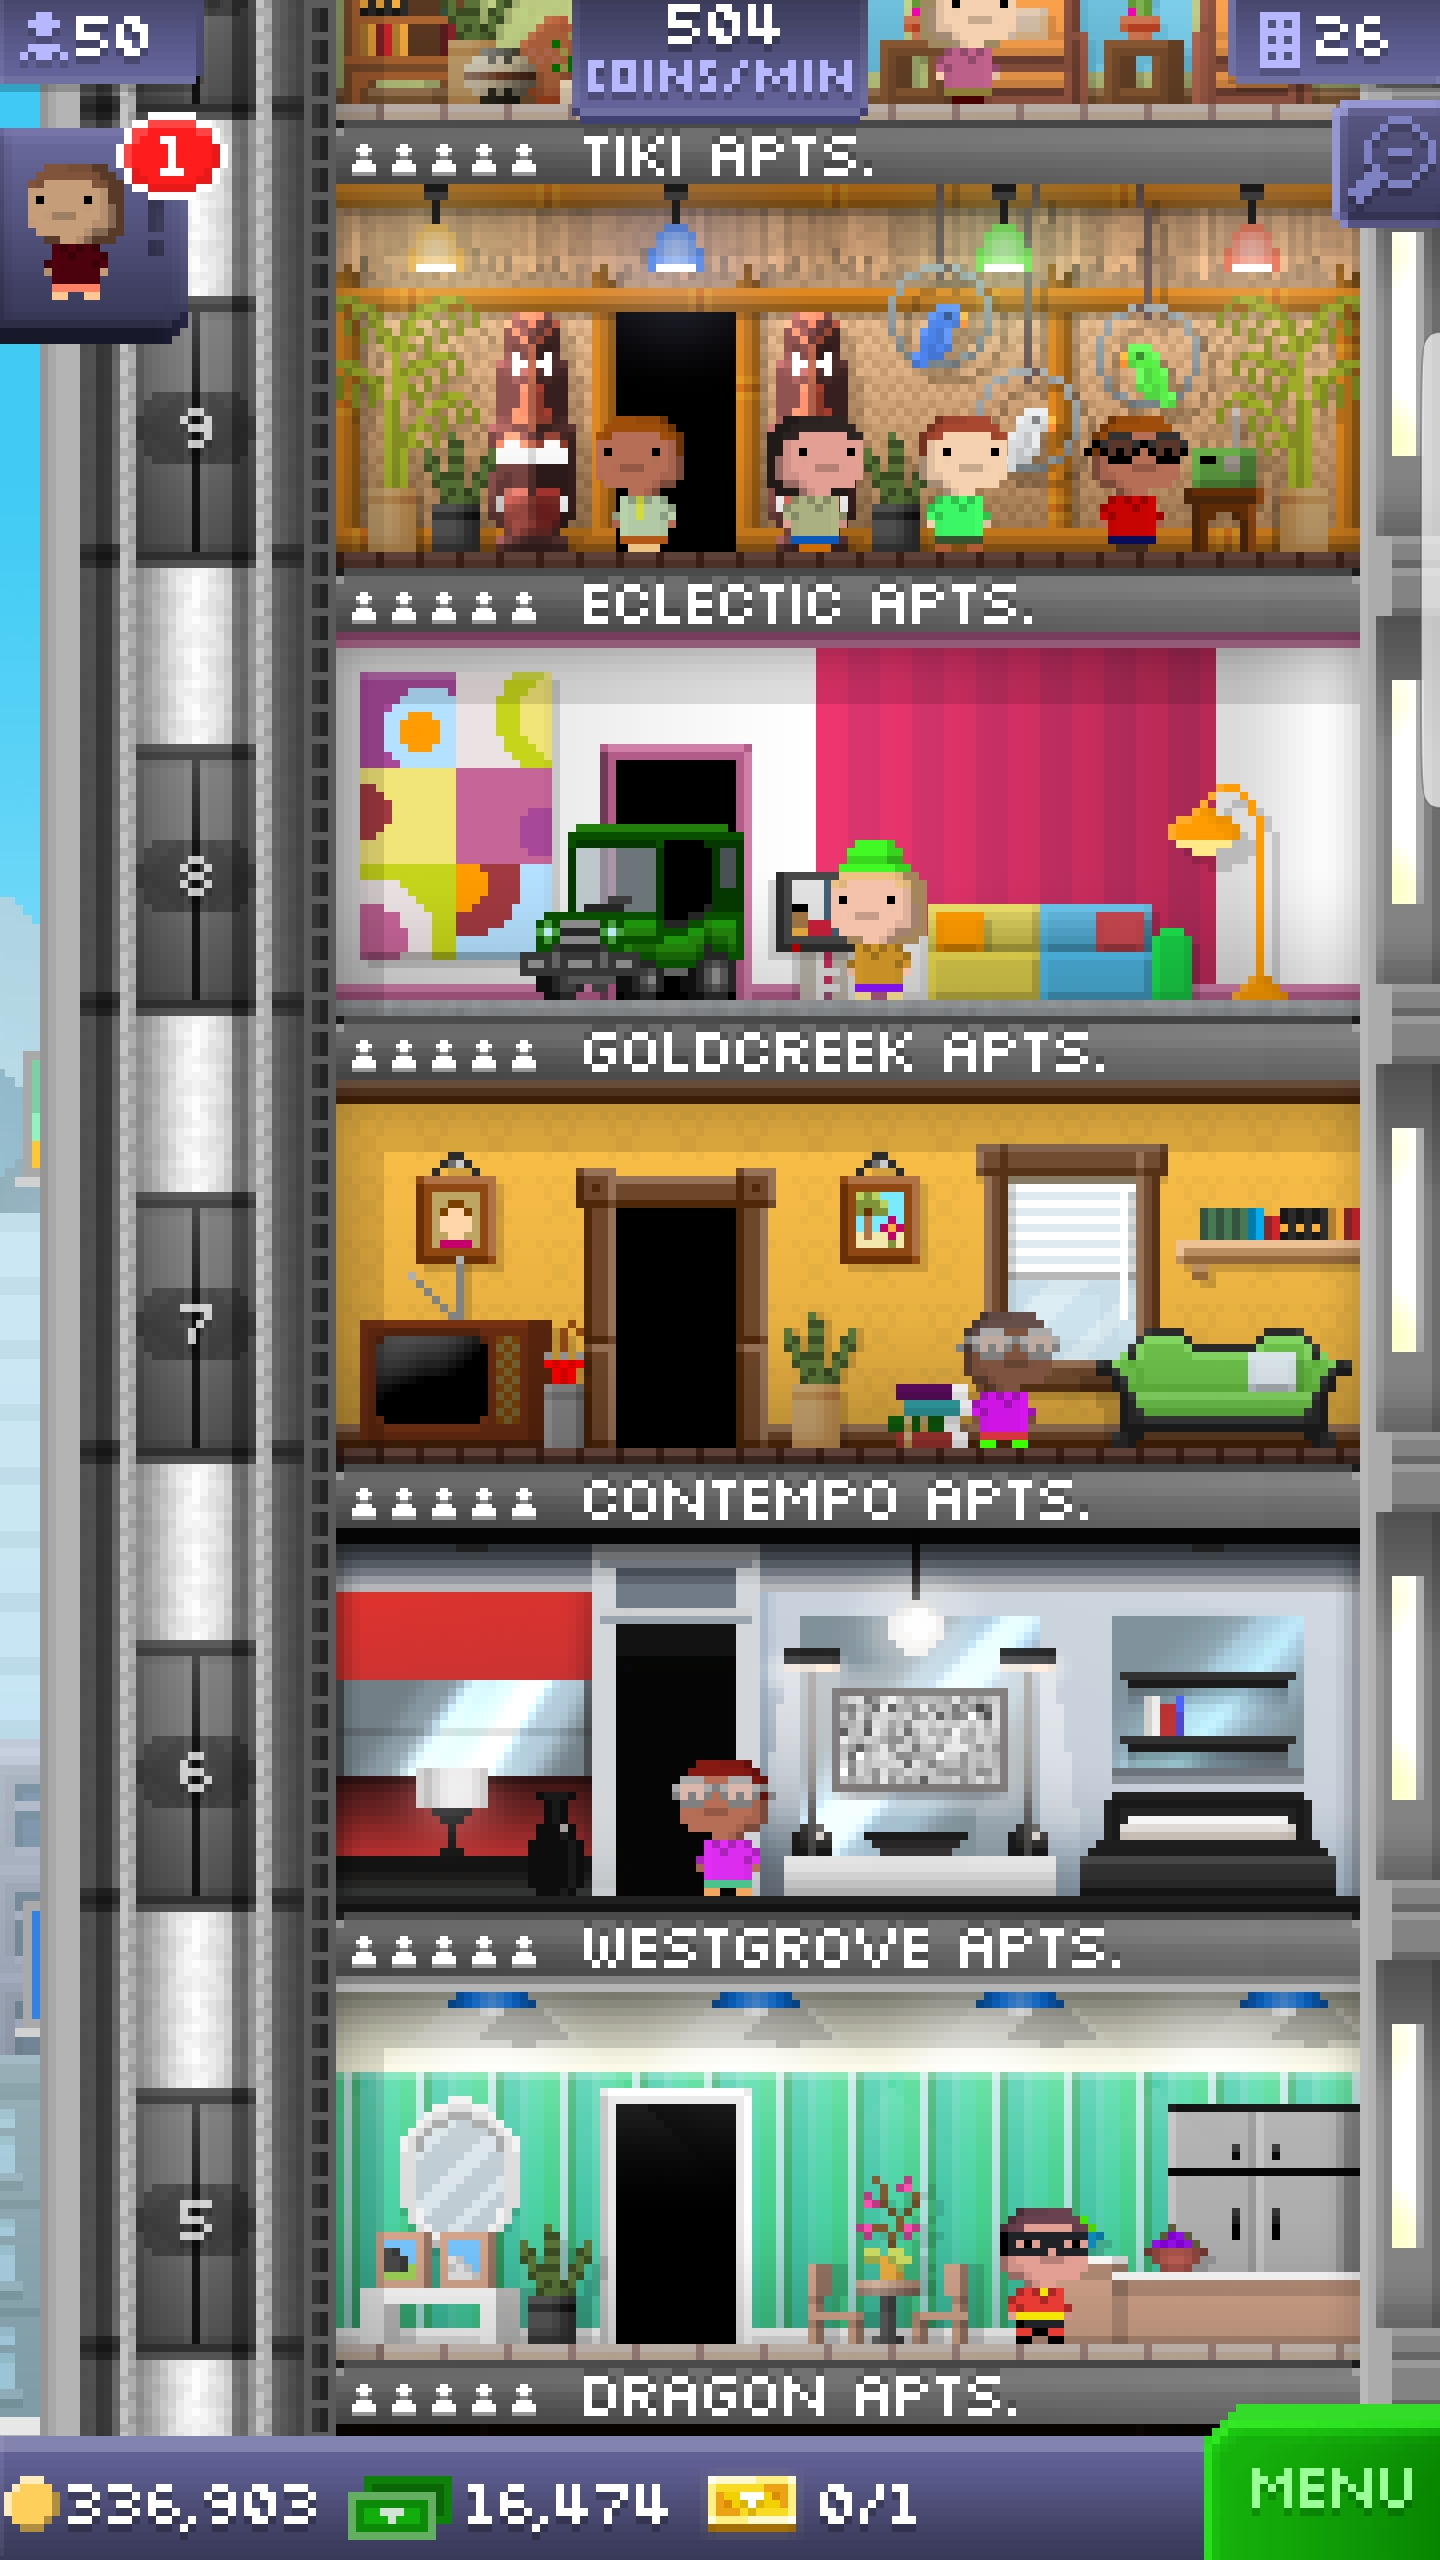 50
504
COINS/MIN
26
1
TIKI APTS.
9
ECLECTIC APTS.
8
GOLDCREEK APTS.
7
CONTEMPO APTS.
6
WESTGROVE APTS.
5
DRAGON APTS.
336,903
16,474
0/1
MENU